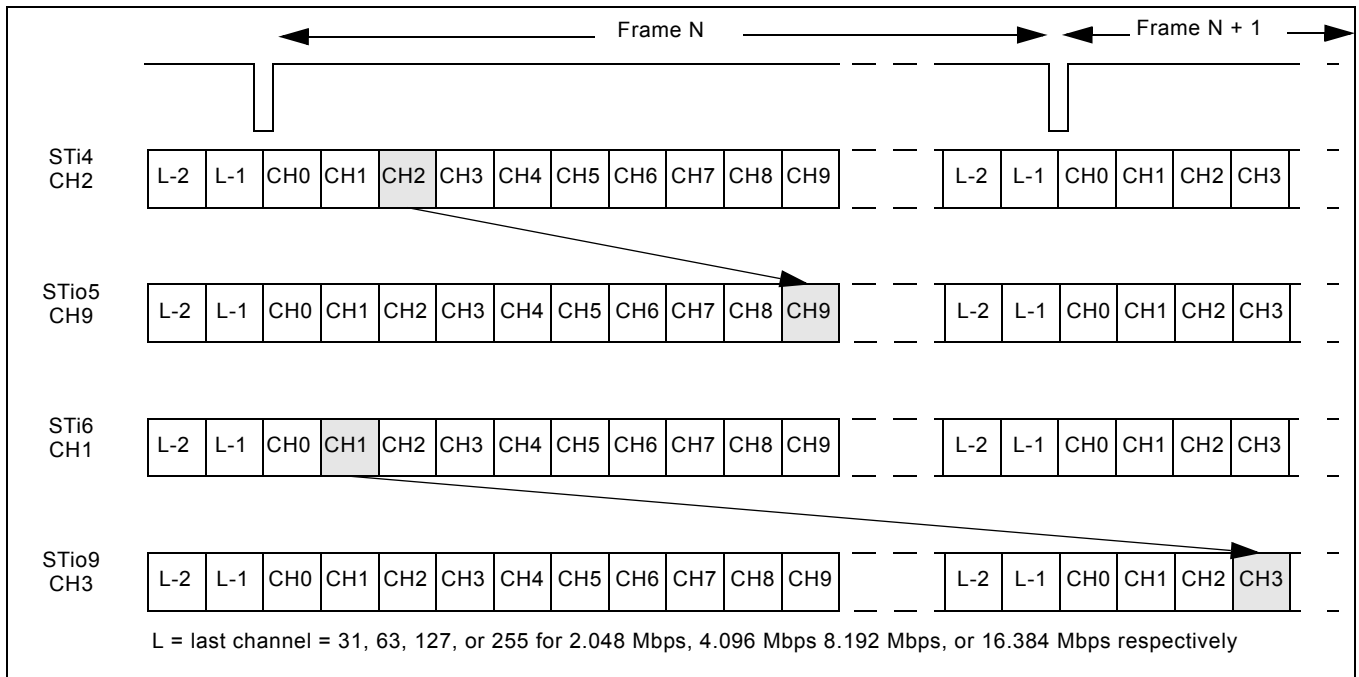 Frame N
Frame N + 1
STi4
CH2
L-2 L-1 CH0 CH1 CH2 CH3 CH4 CH5 CH6 CH7 CH8 CH9 L-2 L-1 CH0 CH1 CH2 CH3
STio5
CH9
L-2 L-1 CH0 CH1 CH2 CH3 CH4 CH5 CH6 CH7 CH8 CH9 L-2 L-1 CH0 CH1 CH2 CH3
STi6
CH1
L-2 L-1 CH0 CH1 CH2 CH3 CH4 CH5 CH6 CH7 CH8 CH9 L-2 L-1 CH0 CH1 CH2 CH3
STio9
CH3
L-2 L-1 CH0 CH1 CH2 CH3 CH4 CH5 CH6 CH7 CH8 CH9 L-2 L-1 CH0 CH1 CH2 CH3
L = last channel = 31, 63, 127, or 255 for 2.048 Mbps, 4.096 Mbps 8.192 Mbps, or 16.384 Mbps respectively